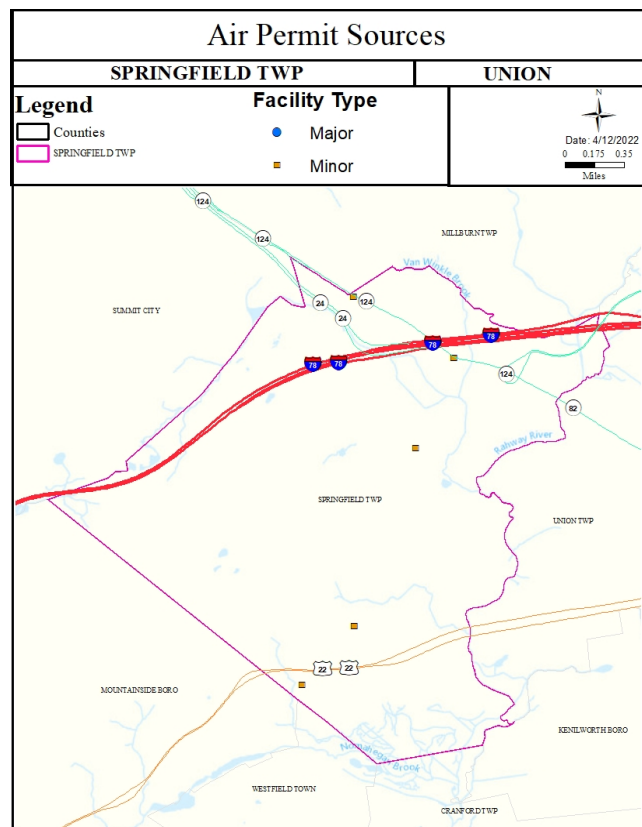 Air Permit Sources
SPRINGFIELD TWP
UNION
Legend
Counties
SPRINGFIELD TWP
Facility Type
Major
Minor
N
Date: 4/12/2022
0 0.175 0.35
Miles
124
124
MILLBURN TWP
Van Winkle Brook
SUMMIT CITY
24
124
24
78
78
78
78
124
82
Rahway River
SPRINGFIELD TWP
UNION TWP
22
22
MOUNTAINSIDE BORO
KENILWORTH BORO
Nomahegan Brook
WESTFIELD TOWN
CRANFORD TWP